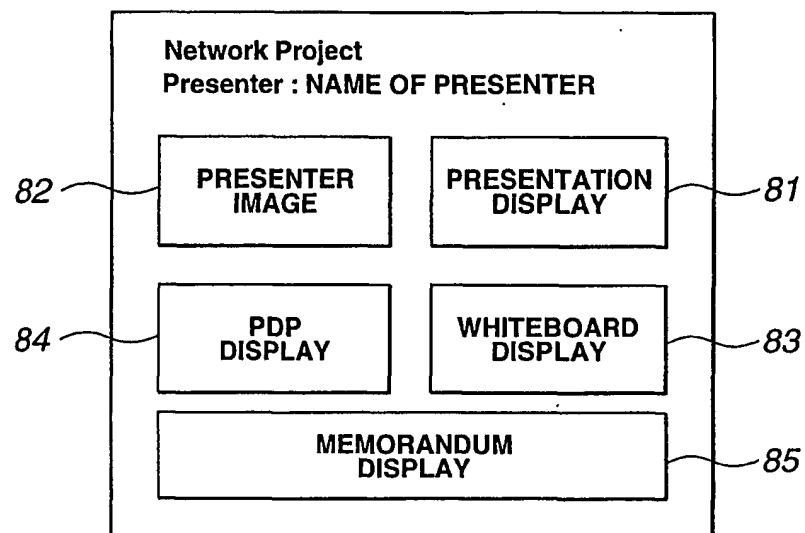 Network Project
Presenter : NAME OF PRESENTER
82
PRESENTER
IMAGE
PRESENTATION
DISPLAY
81
84
PDP
DISPLAY
WHITEBOARD
DISPLAY
83
MEMORANDUM
DISPLAY
85